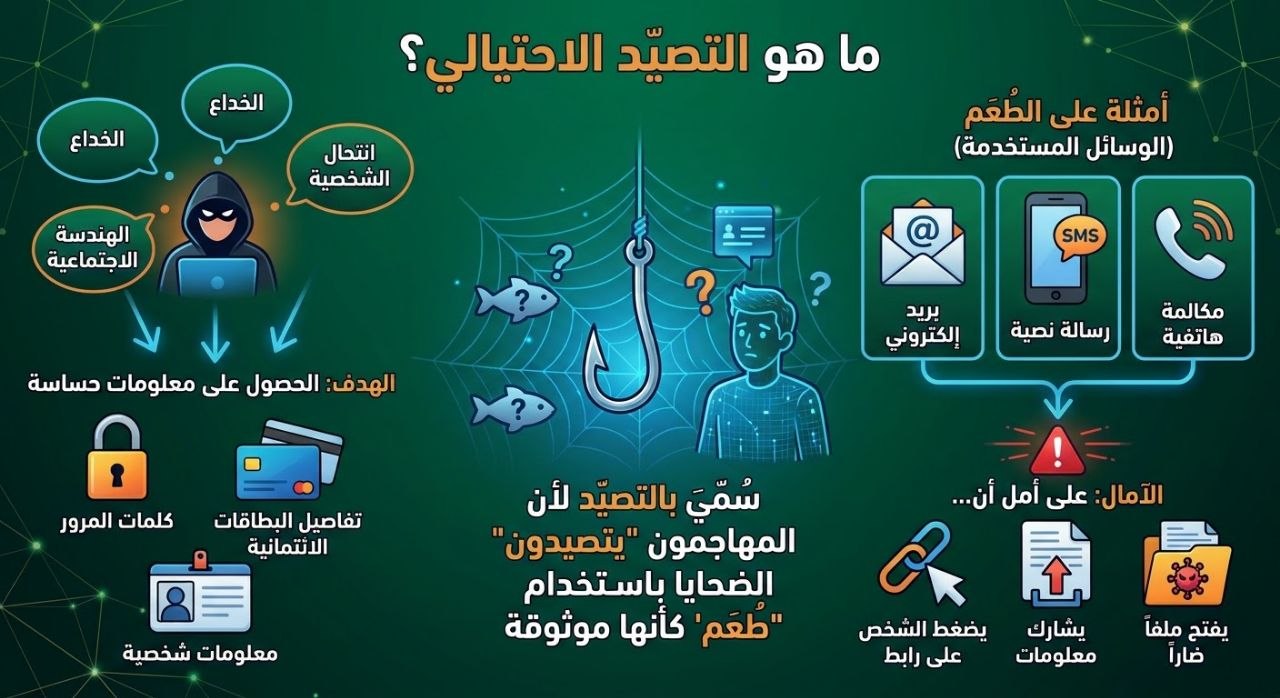 ما هو التصيّد الاحتيالي؟
أمثلة على الطُعَم
(الوسائل المستخدمة)
مكالمة
هاتفية
SMS
رسالة نصية
@
بريد
إلكتروني
الآمال: على أمل أن...
يفتح ملفاً
ضاراً
يشارك
معلومات
يضغط الشخص
على رابط
? ? ? ? ?
سُمّيَ بالتصيّد لأن
المهاجمون "يتصيدون"
الضحايا باستخدام
"طُعَم' كأنها موثوقة
الخداع
الخداع
انتحال
الشخصية
الهندسة
الاجتماعية
الهدف: الحصول على معلومات حساسة
كلمات المرور
تفاصيل البطاقات
الائتمانية
معلومات شخصية